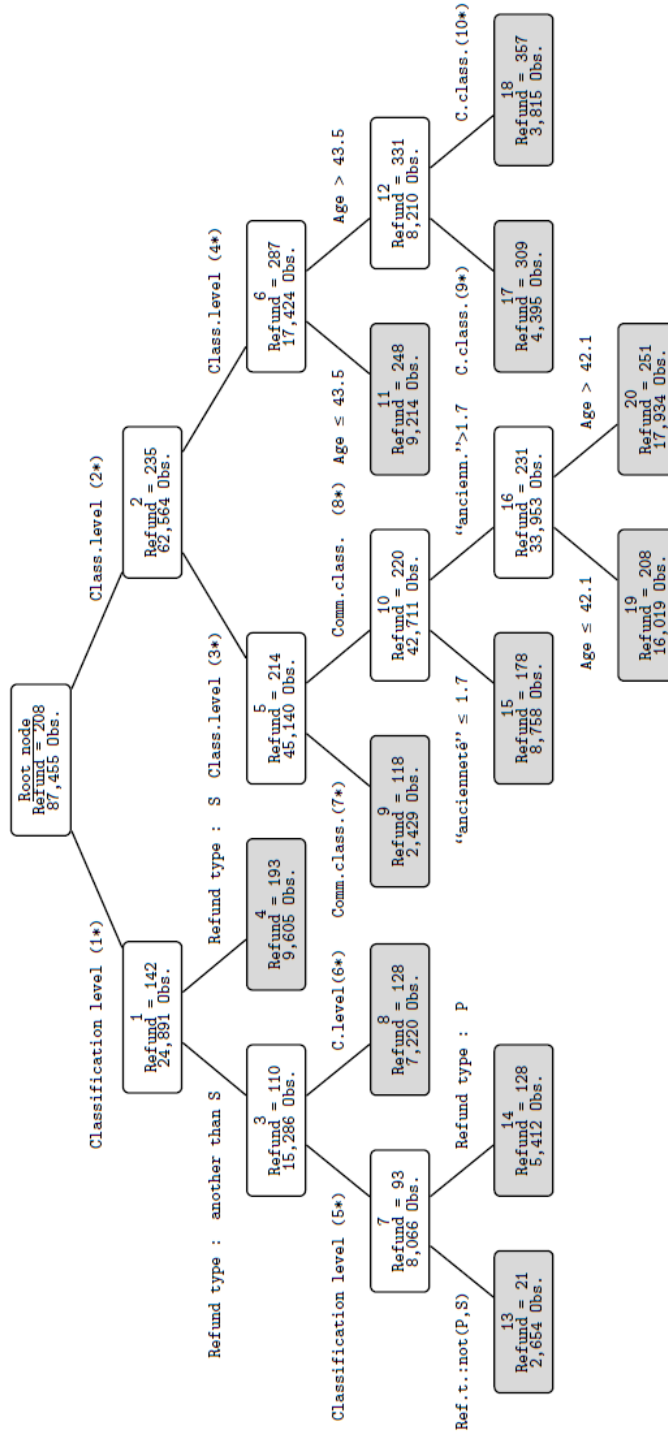 Root node
Refund = 208
87,455 Obs.
Classification level (1*)
Class.level (2*)
1
Refund = 142
24,891 Obs.
2
Refund = 235
62,564 Obs.
Refund type : another than S
Refund type : S
Class.level (3*)
Class.level (4*)
3
Refund = 110
15,286 Obs.
4
Refund = 193
9,605 Obs.
5
Refund = 214
45,140 Obs.
6
Refund = 287
17,424 Obs.
Classification level (5*)
C.level(6*)
Comm.class.(7*)
Comm.class. (8*)
Age ≤ 43.5
Age > 43.5
7
Refund = 93
8,066 Obs.
8
Refund = 128
7,220 Obs.
9
Refund = 118
2,429 Obs.
10
Refund = 220
42,711 Obs.
11
Refund = 248
9,214 Obs.
12
Refund = 331
8,210 Obs.
Ref.t.:not(P,S)
Refund type : P
“ancienneté” ≤ 1.7
“ancienn.”>1.7
C.class.(9*)
C.class.(10*)
13
Refund = 21
2,654 Obs.
14
Refund = 128
5,412 Obs.
15
Refund = 178
8,758 Obs.
16
Refund = 231
33,953 Obs.
17
Refund = 309
4,395 Obs.
18
Refund = 357
3,815 Obs.
Age ≤ 42.1
Age > 42.1
19
Refund = 208
16,019 Obs.
20
Refund = 251
17,934 Obs.